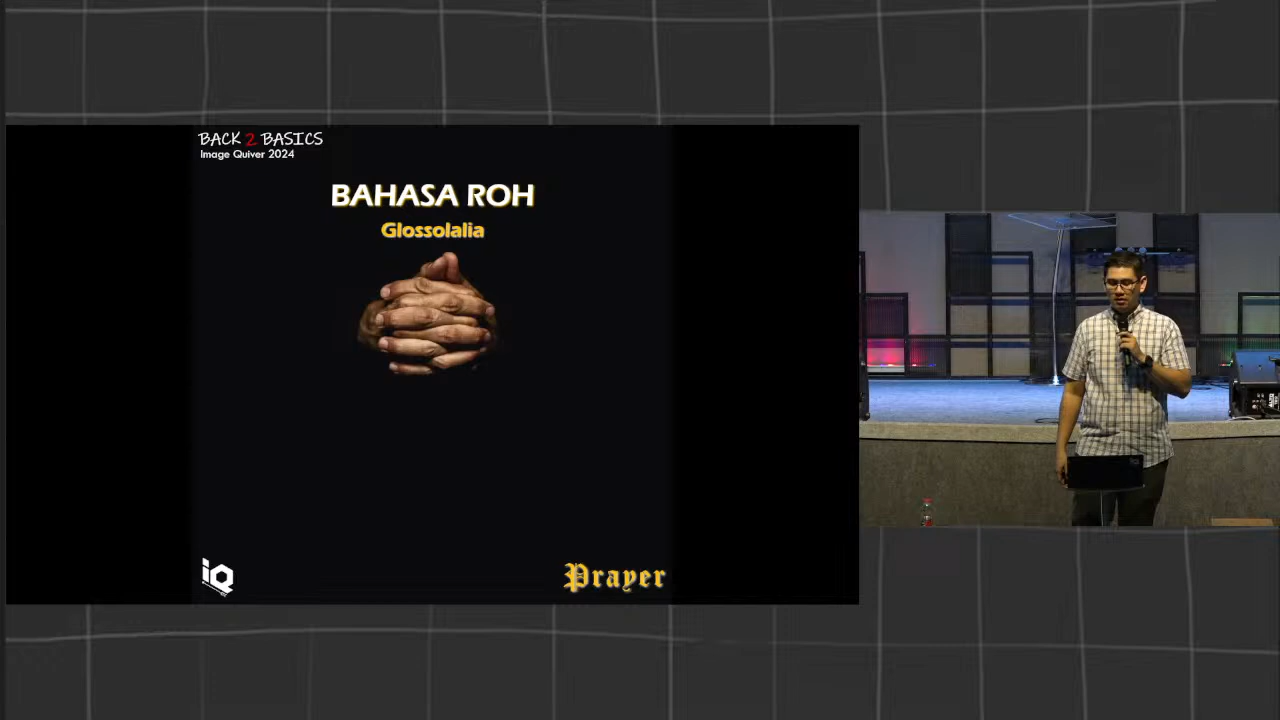 BACK 2 BASICS
Image Quiver 2024
BAHASA ROH
Glossolalia
iQ
Prayer